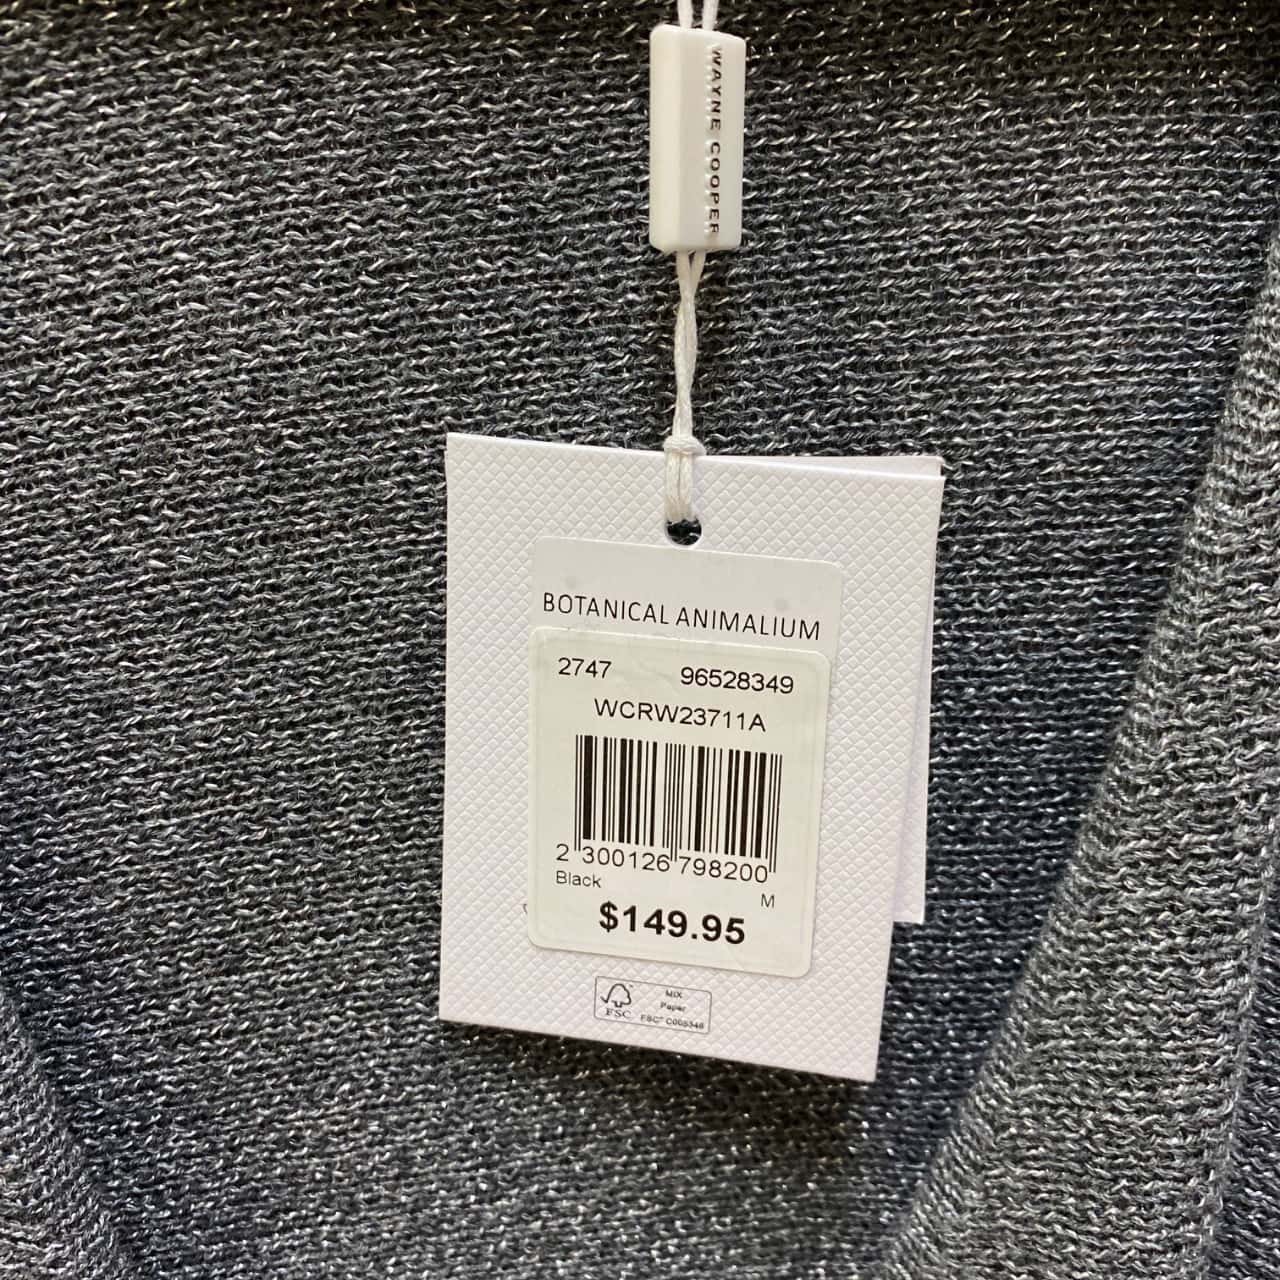 WAYNE COOPER
BOTANICAL ANIMALIUM
2747 96528349
WCRW23711A
2 300126 798200
Black
M
$149.95
MIX
Paper
FSC